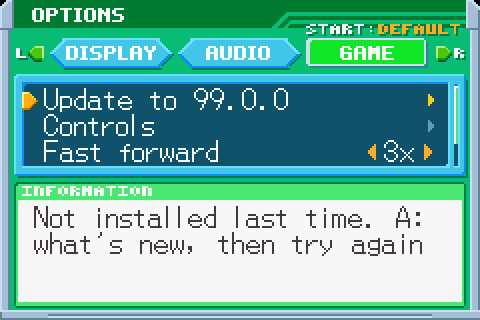 OPTIONS
START:DEFAULT
L DISPLAY AUDIO GAME R
Update to 99.0.0
Controls
Fast forward 3x
INFORMATION
Not installed last time. A:
what's new, then try again